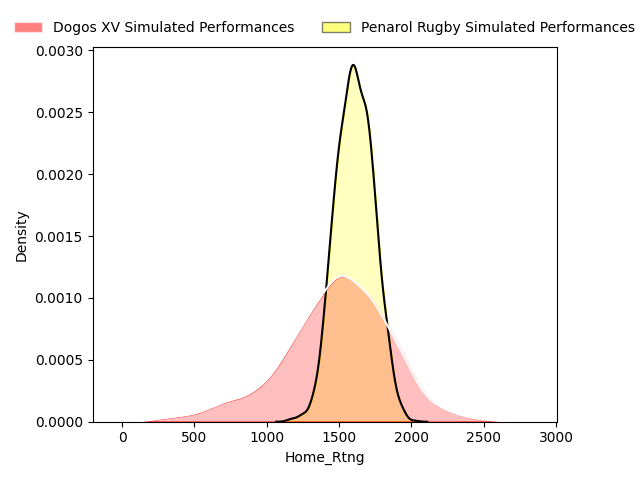 Dogos XV Simulated Performances Penarol Rugby Simulated Performances
0.0030
0.0025
0.0020
0.0015
0.0010
0.0005
0.0000
Density
0 500 1000 1500 2000 2500 3000
Home_Rtng